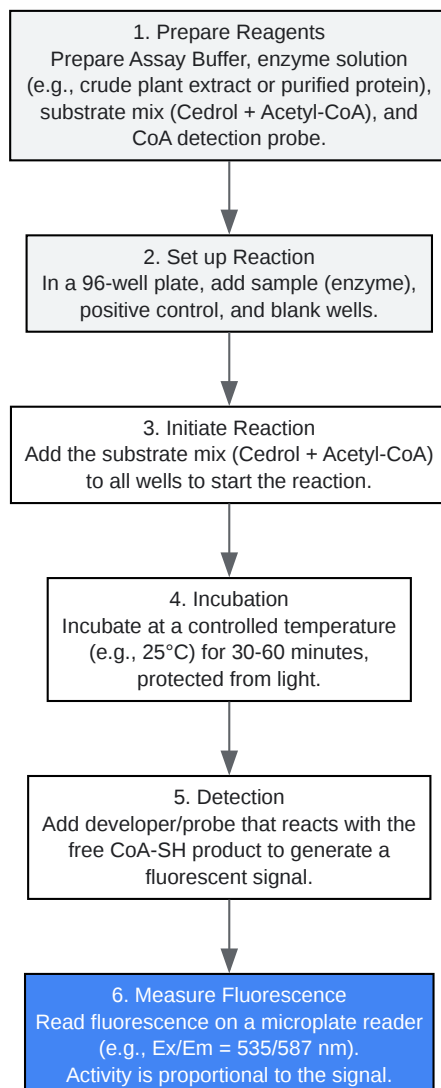 1. Prepare Reagents
Prepare Assay Buffer, enzyme solution
(e.g., crude plant extract or purified protein),
substrate mix (Cedrol + Acetyl-CoA), and
CoA detection probe.
2. Set up Reaction
In a 96-well plate, add sample (enzyme),
positive control, and blank wells.
3. Initiate Reaction
Add the substrate mix (Cedrol + Acetyl-CoA)
to all wells to start the reaction.
4. Incubation
Incubate at a controlled temperature
(e.g., 25°C) for 30-60 minutes,
protected from light.
5. Detection
Add developer/probe that reacts with the
free CoA-SH product to generate a
fluorescent signal.
6. Measure Fluorescence
Read fluorescence on a microplate reader
(e.g., Ex/Em = 535/587 nm).
Activity is proportional to the signal.